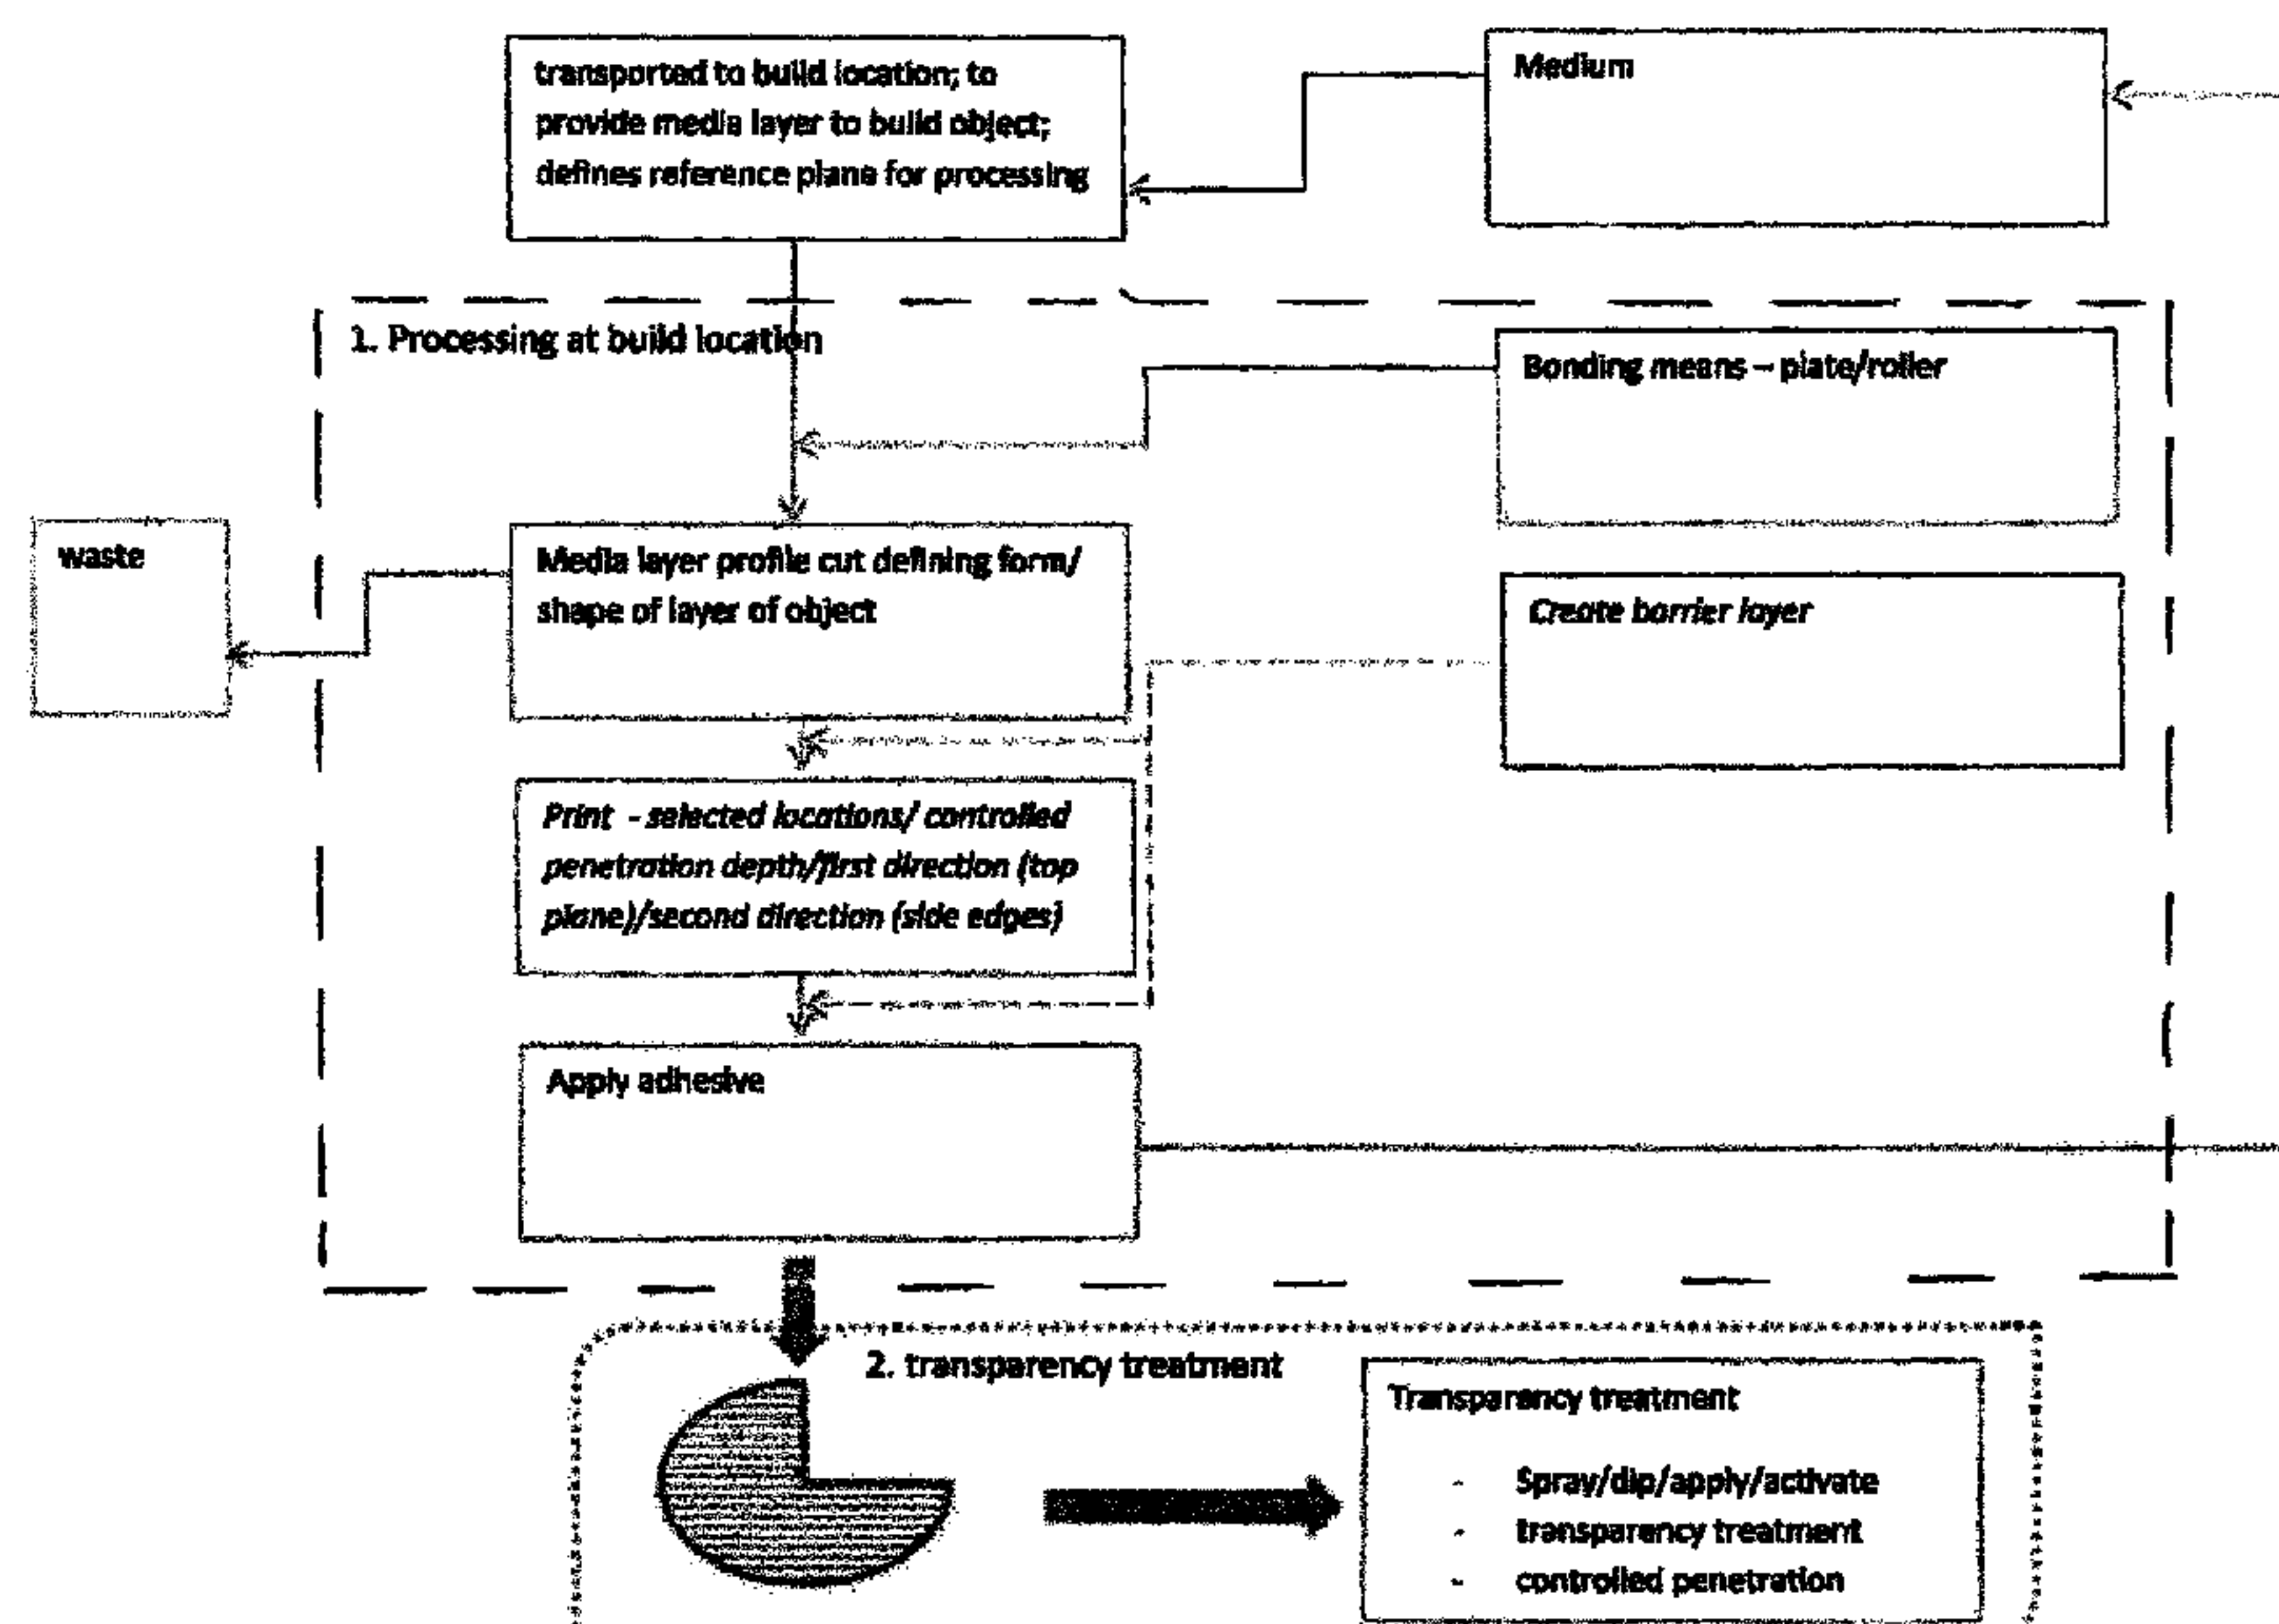 transported to build location; to
provide media layer to build object;
defines reference plane for processing
Medium
1. Processing at build location
Bonding means – plate/roller
waste
Media layer profile cut defining form/
shape of layer of object
Create barrier layer
Print - selected locations/ controlled
penetration depth/first direction (top
plane)/second direction (side edges)
Apply adhesive
2. transparency treatment
Transparency treatment
- Spray/dip/apply/activate
- transparency treatment
- controlled penetration